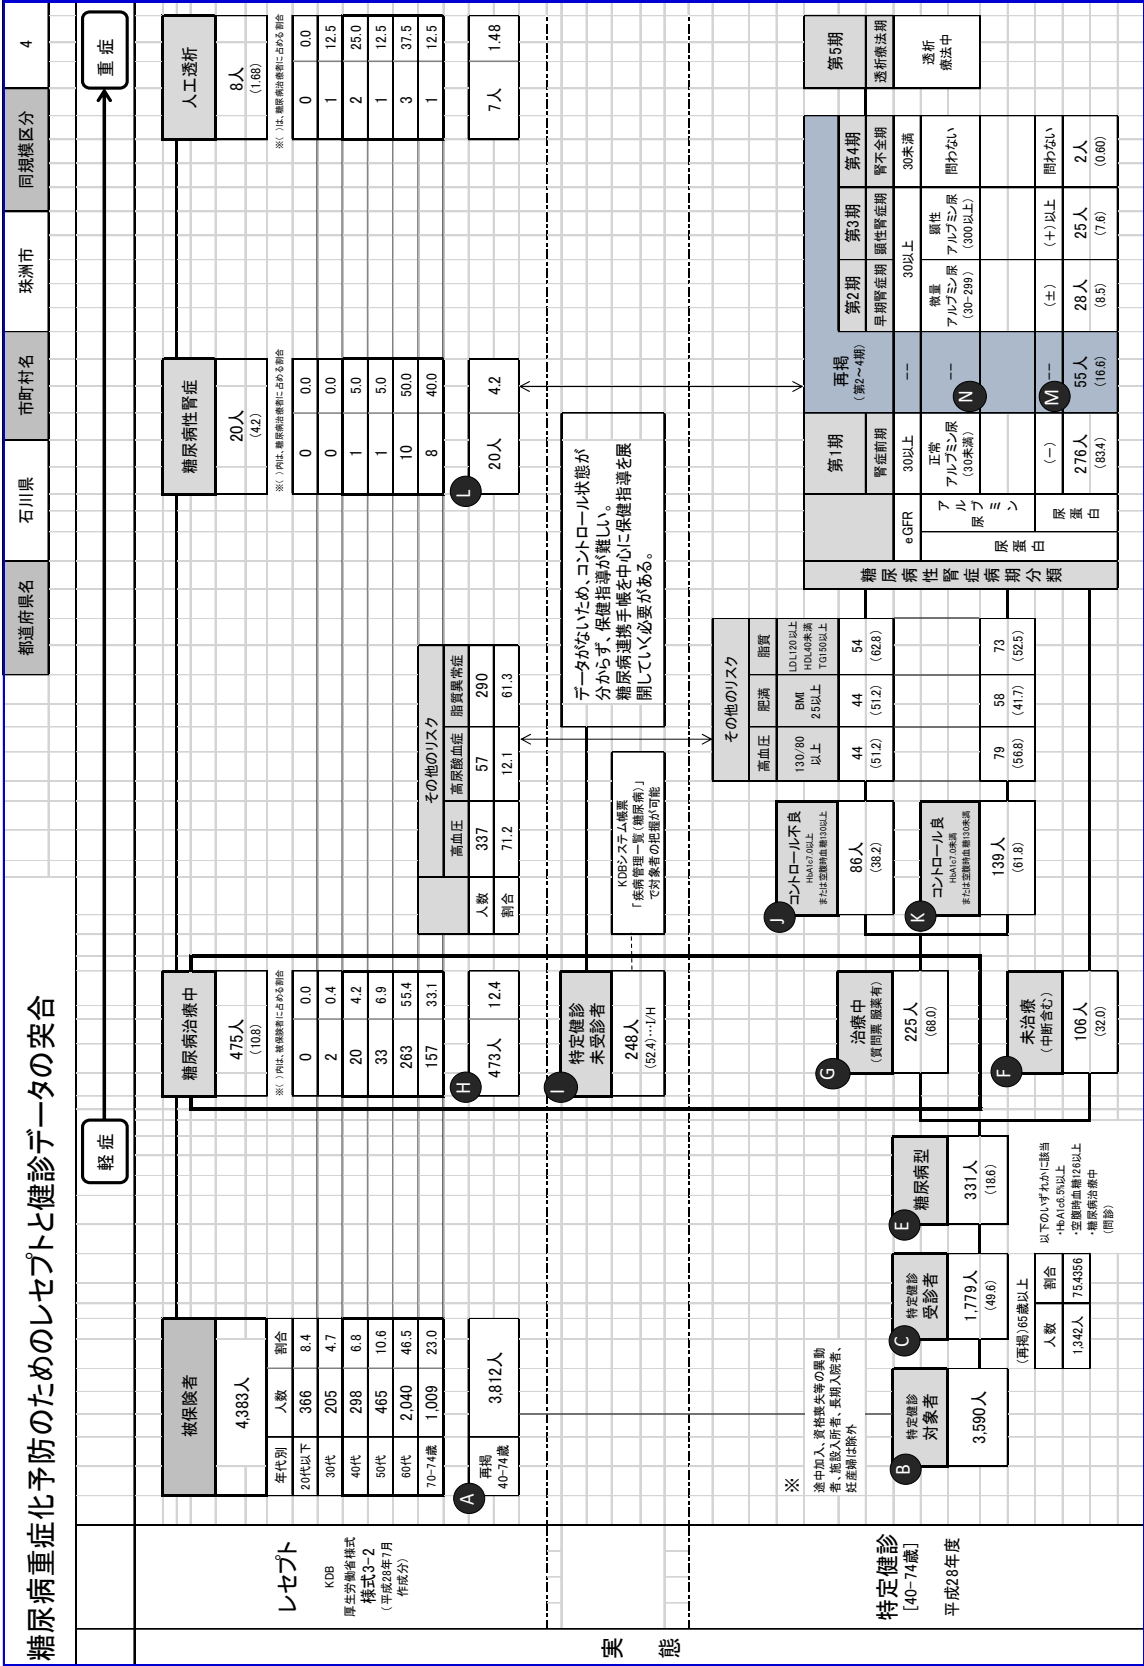 糖尿病重症化予防のためのレセプトと健診データの突合
都道府県名 石川県 市町村名 珠洲市 同規模区分 4
軽症 重症
実態
レセプト
KDB
厚生労働省様式
様式3-2
(平成28年7月
作成分)
被保険者
4,383人
年代別 人数 割合
20代以下 366 8.4
30代 205 4.7
40代 298 6.8
50代 465 10.6
60代 2,040 46.5
70-74歳 1,009 23.0
A
再掲
40-74歳
3,812人
糖尿病治療中
475人
(10.8)
※( )内は、被保険者に占める割合
0 0.0
2 0.4
20 4.2
33 6.9
263 55.4
157 33.1
H
473人 12.4
その他のリスク
高血圧 高尿酸血症 脂質異常症
人数 337 57 290
割合 71.2 12.1 61.3
糖尿病性腎症
20人
(4.2)
※( )内は、糖尿病治療者に占める割合
0 0.0
0 0.0
1 5.0
1 5.0
10 50.0
8 40.0
L
20人 4.2
人工透析
8人
(1.68)
※( )は、糖尿病治療者に占める割合
0 0.0
1 12.5
2 25.0
1 12.5
3 37.5
1 12.5
7人 1.48
I
特定健診
未受診者
248人
(52.4)…I/H
KDBシステム帳票
「疾病管理一覧(糖尿病)」
で対象者の把握が可能
データがないため、コントロール状態が
分からず、保健指導が難しい。
糖尿病連携手帳を中心に保健指導を展
開していく必要がある。
特定健診
[40-74歳]
平成28年度
※
途中加入、資格喪失等の異動
者、施設入所者、長期入院者、
妊産婦は除外
B
特定健診
対象者
3,590人
C
特定健診
受診者
1,779人
(49.6)
(再掲)65歳以上
人数 割合
1,342人 75.4356
E
糖尿病型
331人
(18.6)
以下のいずれかに該当
・HbA1c6.5%以上
・空腹時血糖126以上
・糖尿病治療中
(問診)
G
治療中
(質問票 服薬有)
225人
(68.0)
F
未治療
(中断含む)
106人
(32.0)
J
コントロール不良
HbA1c7.0以上
または空腹時血糖130以上
86人
(38.2)
K
コントロール良
HbA1c7.0未満
または空腹時血糖130未満
139人
(61.8)
その他のリスク
高血圧 肥満 脂質
130/80
以上
BMI
25以上
LDL120以上
HDL40未満
TG150以上
44 44 54
(51.2) (51.2) (62.8)
79 58 73
(56.8) (41.7) (52.5)
糖尿病性腎症病期分類
第1期 再掲 第2期 第3期 第4期 第5期
(第2~4期)
腎症前期 早期腎症期 顕性腎症期 腎不全期 透析療法期
eGFR 30以上 -- 30以上 30未満
透析
療法中
尿蛋白
アルブミン尿
正常
アルブミン尿
(30未満)
--
N
微量
アルブミン尿
(30-299)
顕性
アルブミン尿
(300以上)
問わない
尿蛋白
(-) -- (±) (+)以上 問わない
M
276人 55人 28人 25人 2人
(83.4) (16.6) (8.5) (7.6) (0.60)